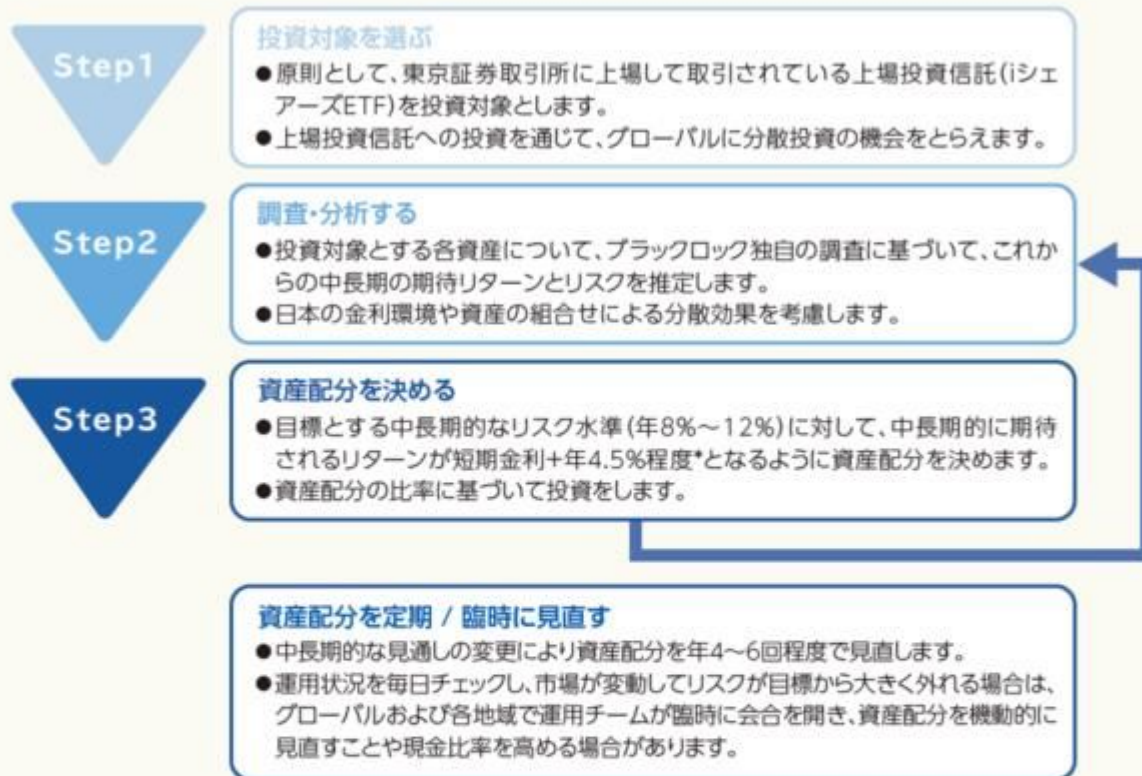 Step1
投資対象を選ぶ
●原則として、東京証券取引所に上場して取引されている上場投資信託(iシェ
アーズETF)を投資対象とします。
●上場投資信託への投資を通じて、グローバルに分散投資の機会をとらえます。
Step2
調査・分析する
●投資対象とする各資産について、ブラックロック独自の調査に基づいて、これか
らの中長期の期待リターンとリスクを推定します。
●日本の金利環境や資産の組合せによる分散効果を考慮します。
Step3
資産配分を決める
●目標とする中長期的なリスク水準(年8%～12%)に対して、中長期的に期待
されるリターンが短期金利+年4.5%程度*となるように資産配分を決めます。
●資産配分の比率に基づいて投資をします。
資産配分を定期 / 臨時に見直す
●中長期的な見通しの変更により資産配分を年4～6回程度で見直します。
●運用状況を毎日チェックし、市場が変動してリスクが目標から大きく外れる場合は、
グローバルおよび各地域で運用チームが臨時に会合を開き、資産配分を機動的に
見直すことや現金比率を高める場合があります。